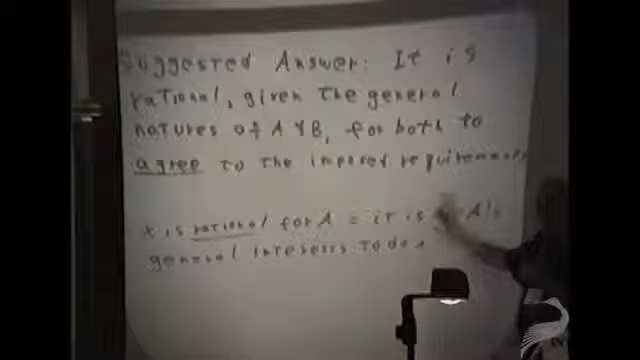 Suggested Answer: It is
rational, given the general
natures of A & B, for both to
agree to the imposed requirements
x is rational for A = it is A's
general interests to do x